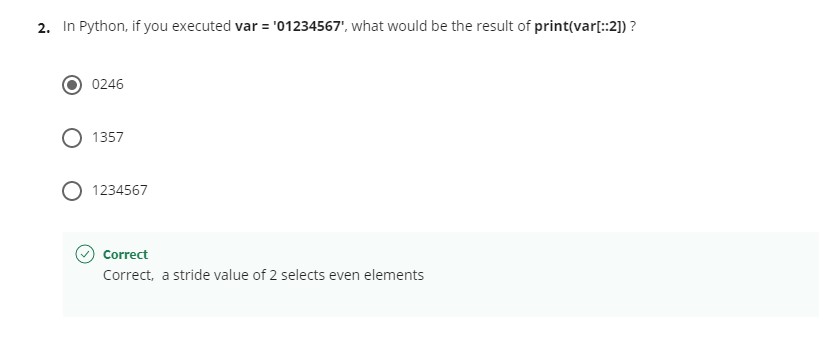 2. In Python, if you executed var = '01234567', what would be the result of print(var[::2]) ?
0246
1357
1234567
Correct
Correct, a stride value of 2 selects even elements